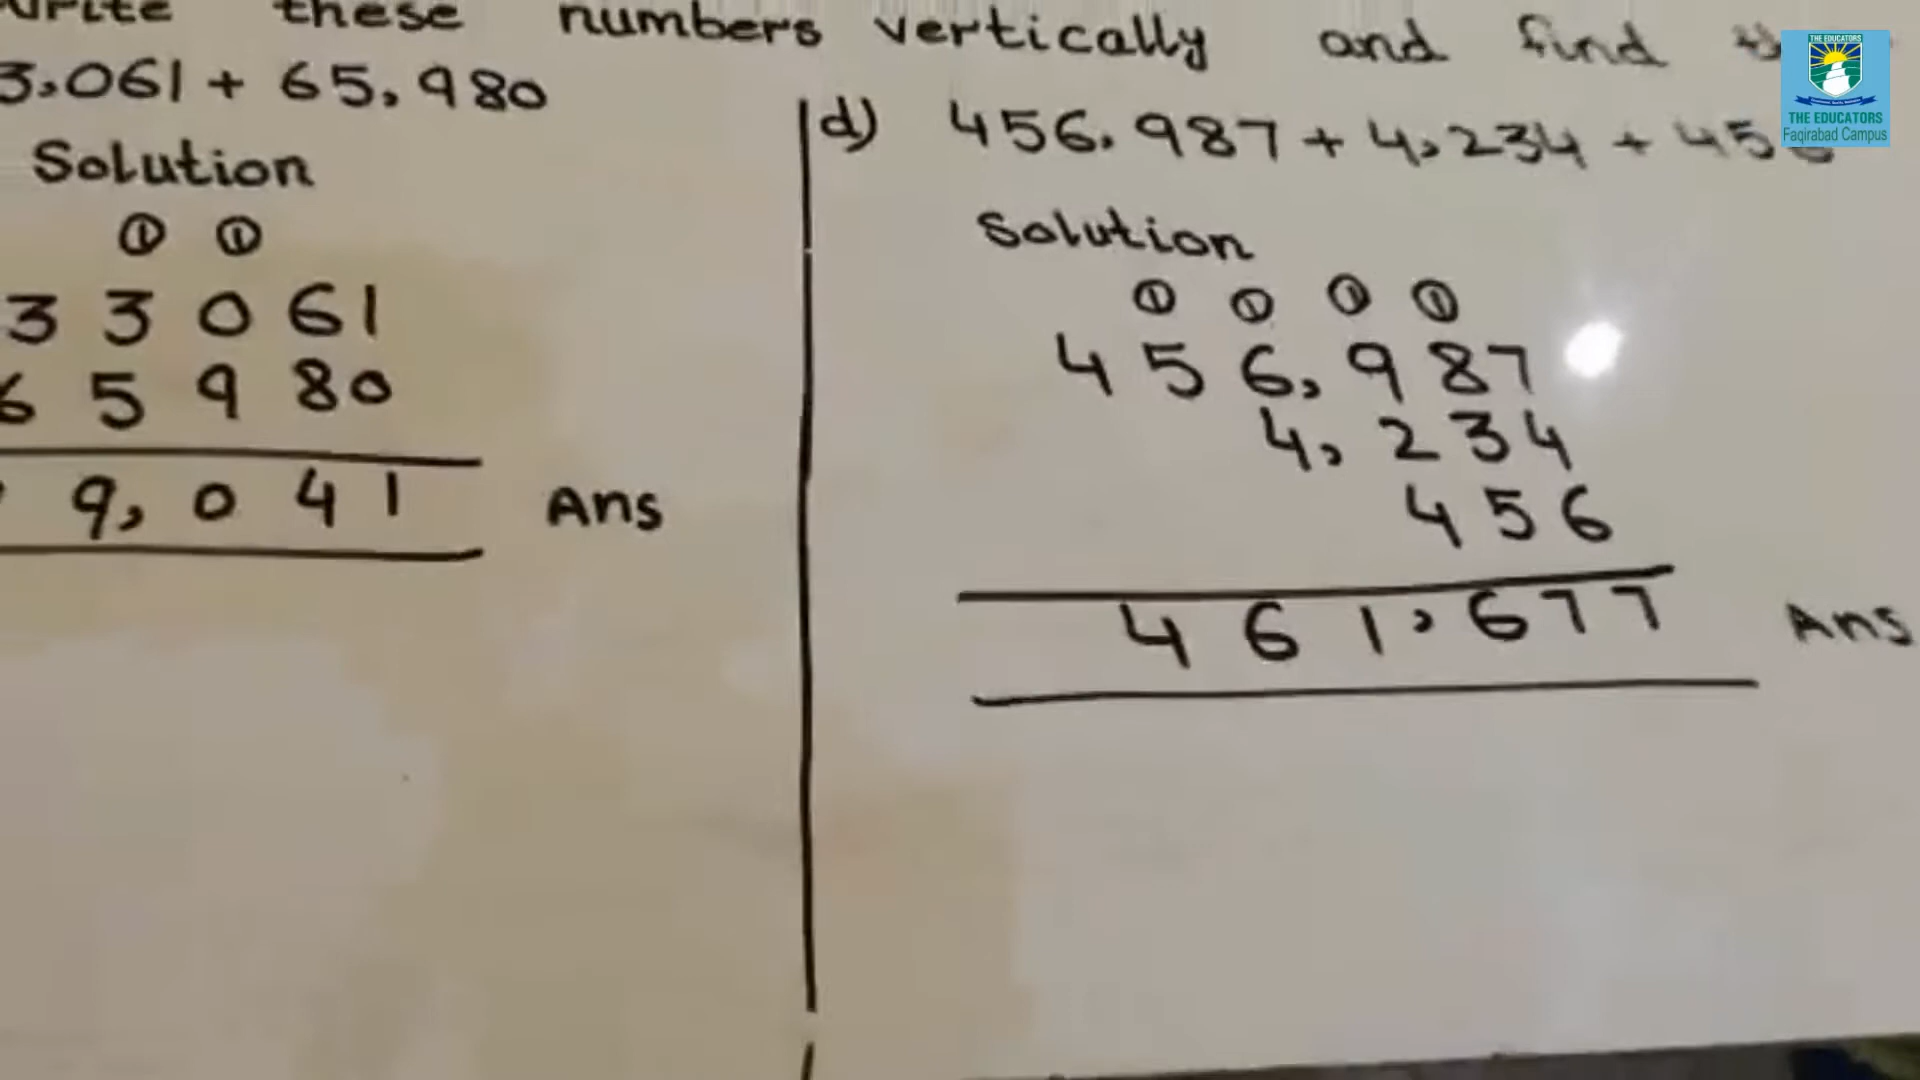 Write these numbers vertically and find
3,061 + 65,980
Solution
① ①
3 3 0 6 1
6 5 9 8 0
9, 0 4 1 Ans
d) 456,987 + 4,234 + 456
Solution
① ① ① ①
4 5 6, 9 8 7
4, 2 3 4
4 5 6
4 6 1, 6 7 7 Ans
THE EDUCATORS
THE EDUCATORS
Faqirabad Campus